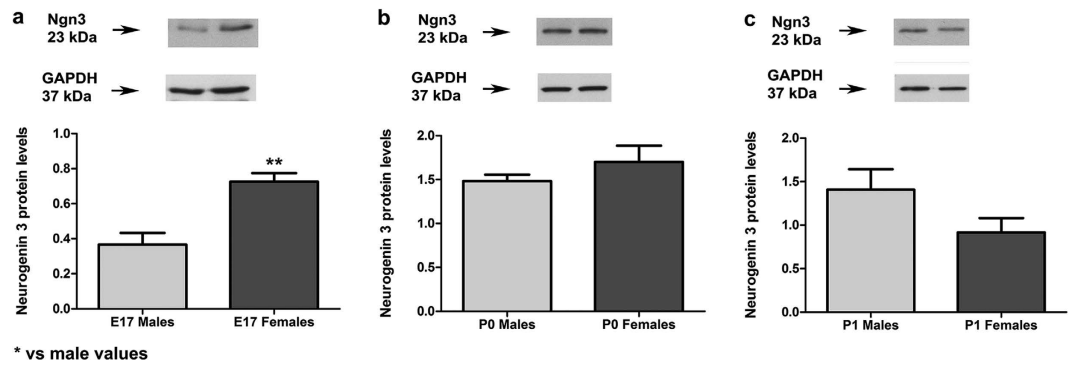 a
Ngn3
23 kDa
GAPDH
37 kDa
Neurogenin 3 protein levels
1.0
0.8
0.6
0.4
0.2
0.0
**
E17 Males
E17 Females
* vs male values
b
Ngn3
23 kDa
GAPDH
37 kDa
Neurogenin 3 protein levels
2.0
1.5
1.0
0.5
0.0
P0 Males
P0 Females
c
Ngn3
23 kDa
GAPDH
37 kDa
Neurogenin 3 protein levels
2.0
1.5
1.0
0.5
0.0
P1 Males
P1 Females